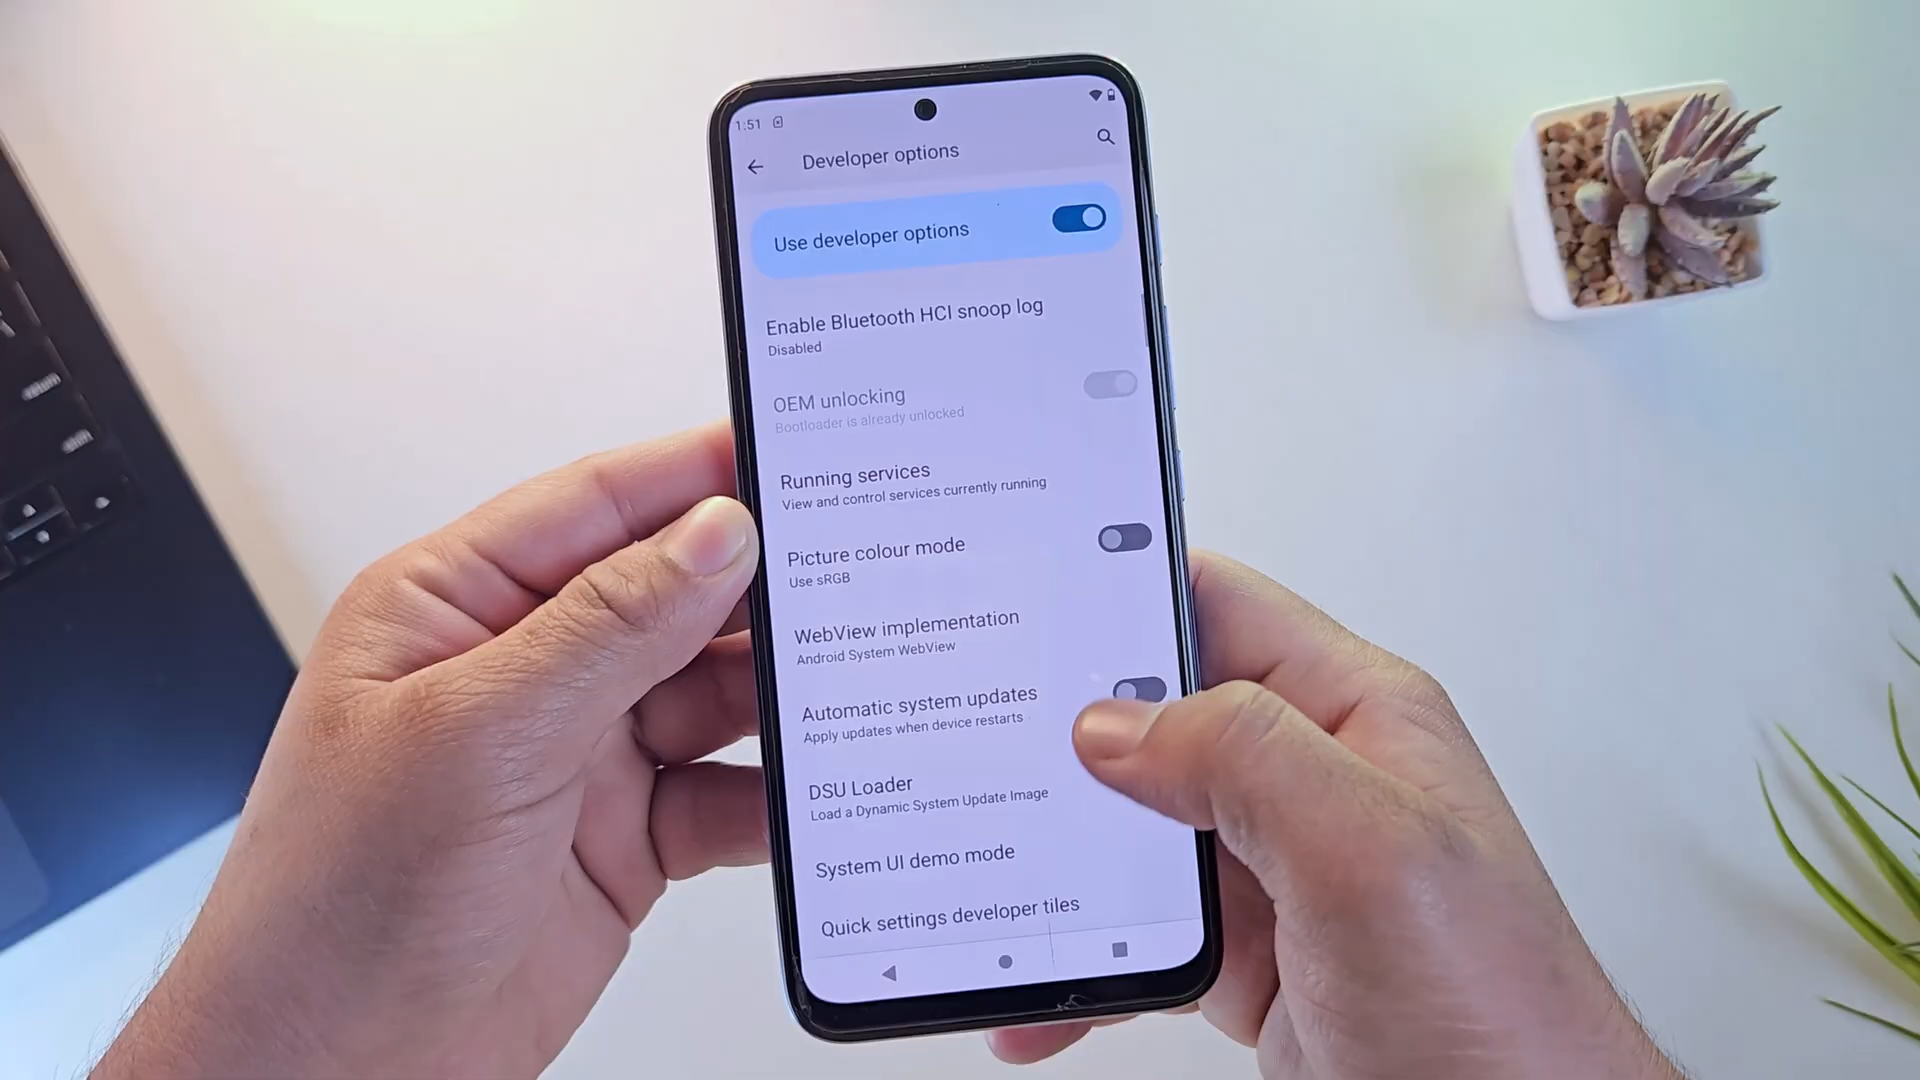 1:51
Developer options
Use developer options
Enable Bluetooth HCI snoop log
Disabled
OEM unlocking
Bootloader is already unlocked
Running services
View and control services currently running
Picture colour mode
Use sRGB
WebView implementation
Android System WebView
Automatic system updates
Apply updates when device restarts
DSU Loader
Load a Dynamic System Update Image
System UI demo mode
Quick settings developer tiles
return
shift